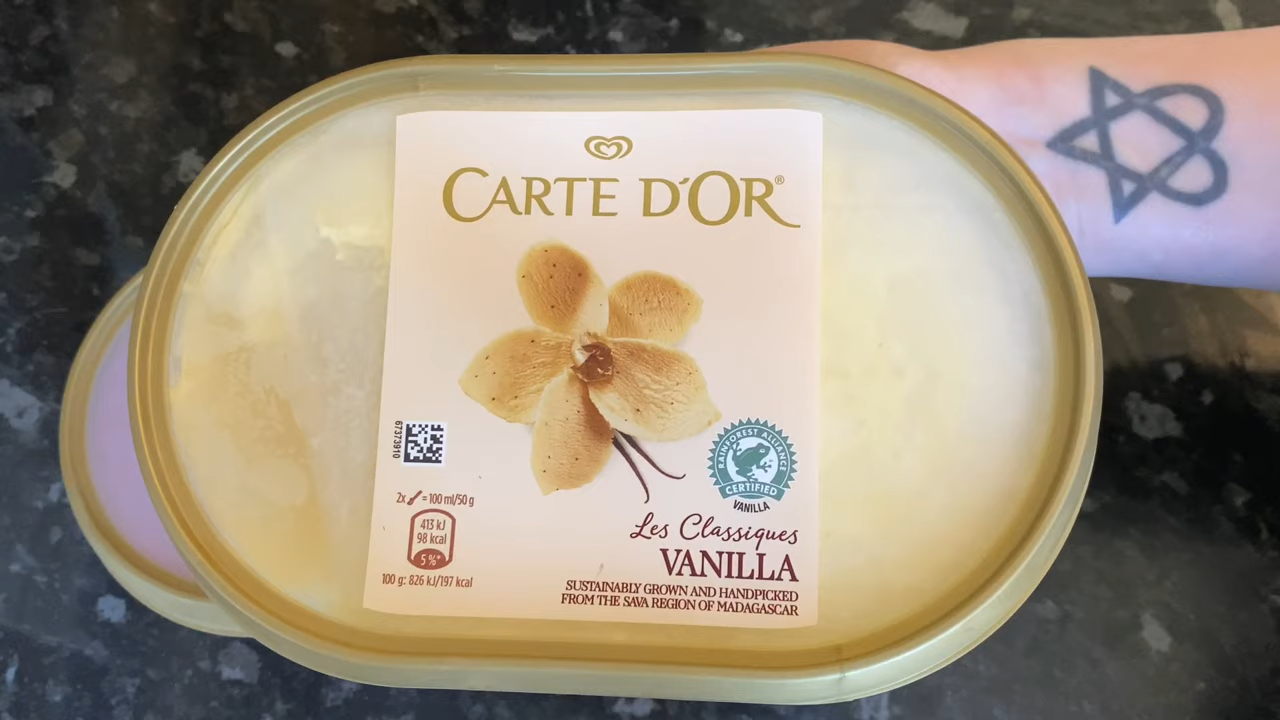 CARTE D'OR®
67373910
RAINFOREST ALLIANCE
CERTIFIED
VANILLA
2x = 100 ml/50 g
413 kJ
98 kcal
5 %*
100 g: 826 kJ/197 kcal
Les Classiques
VANILLA
SUSTAINABLY GROWN AND HANDPICKED
FROM THE SAVA REGION OF MADAGASCAR